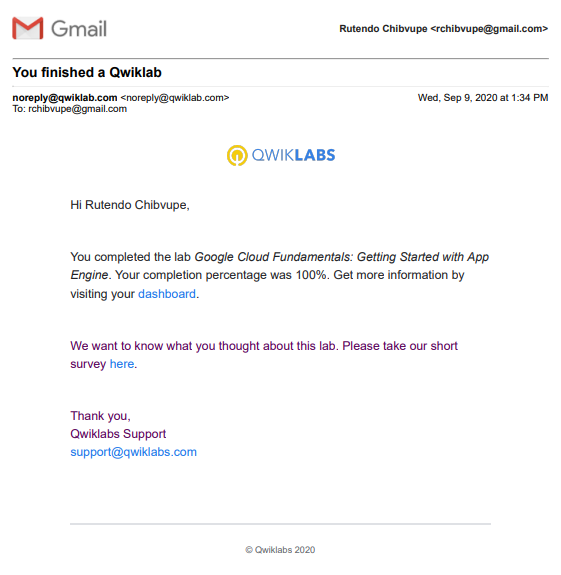 Gmail
Rutendo Chibvupe <rchibvupe@gmail.com>
You finished a Qwiklab
noreply@qwiklab.com <noreply@qwiklab.com>
Wed, Sep 9, 2020 at 1:34 PM
To: rchibvupe@gmail.com
QWIKLABS
Hi Rutendo Chibvupe,
You completed the lab Google Cloud Fundamentals: Getting Started with App
Engine. Your completion percentage was 100%. Get more information by
visiting your dashboard.
We want to know what you thought about this lab. Please take our short
survey here.
Thank you,
Qwiklabs Support
support@qwiklabs.com
© Qwiklabs 2020